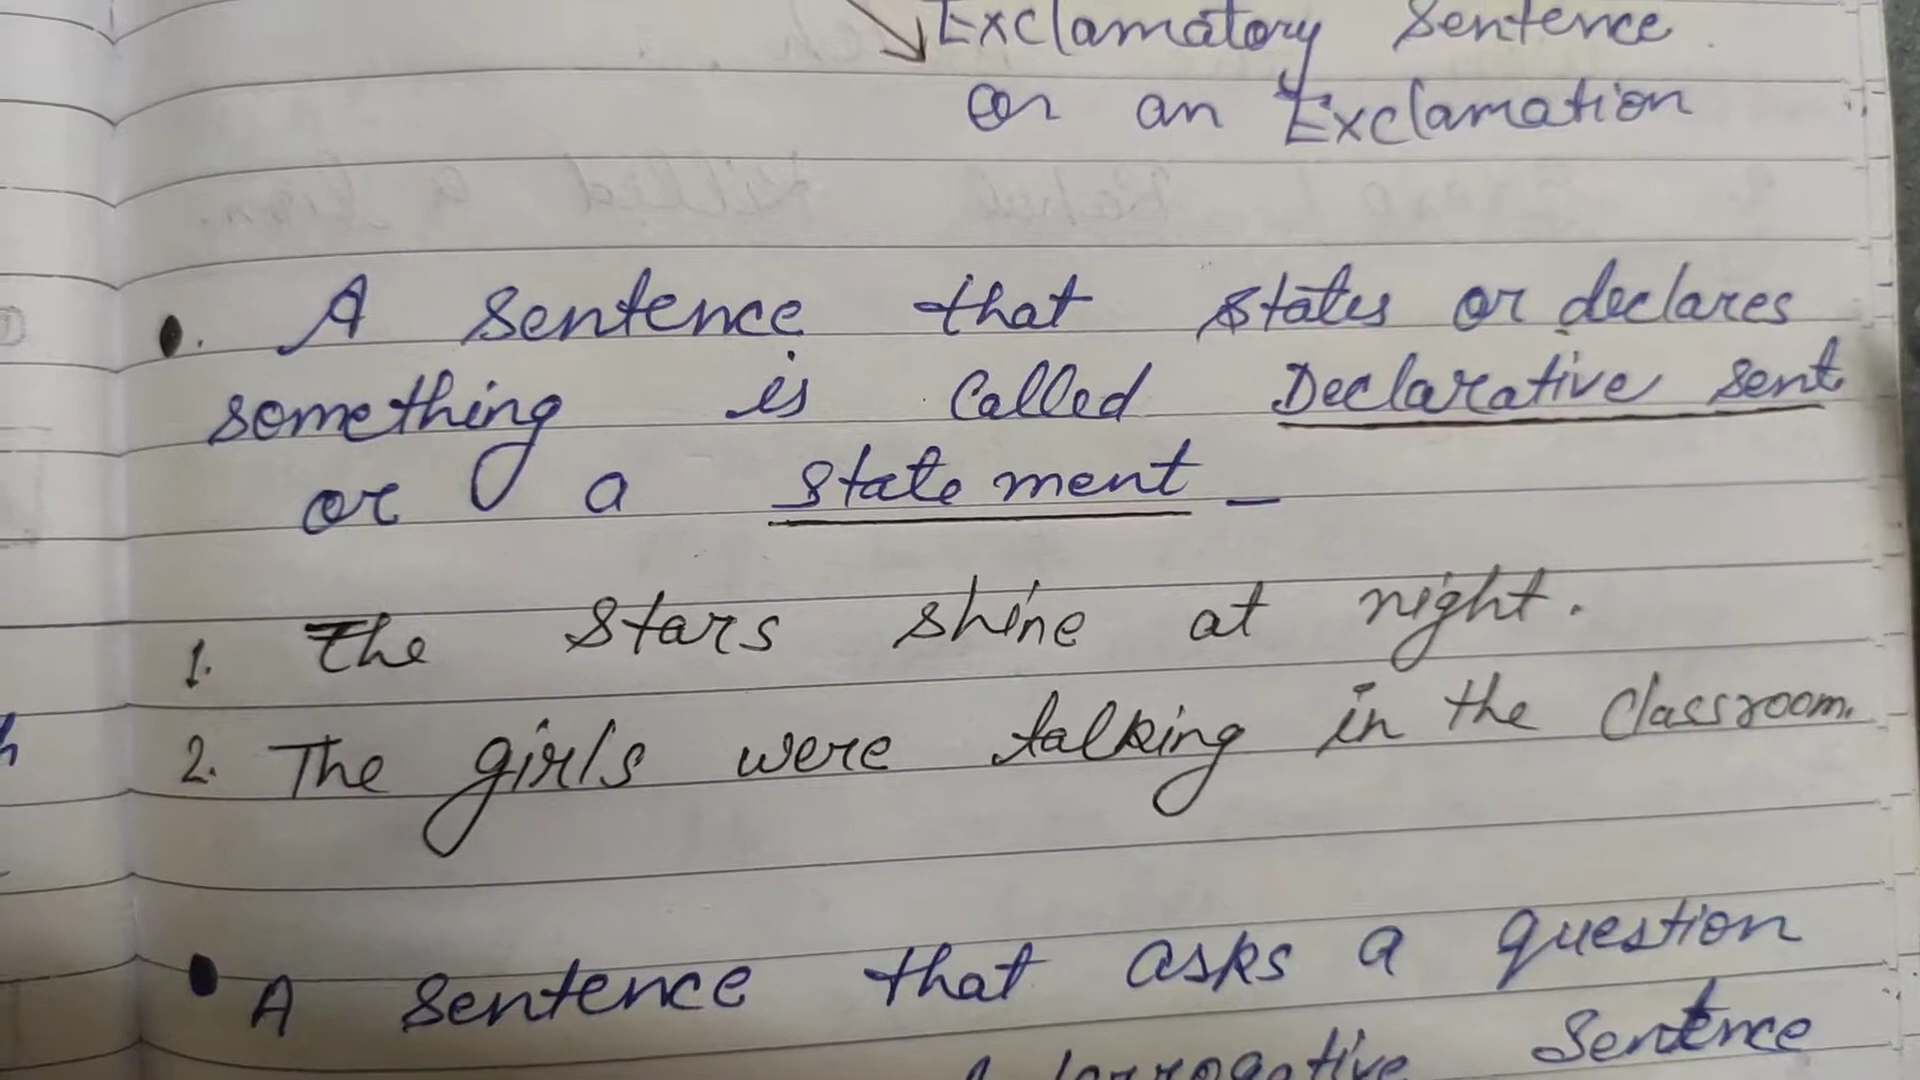 Exclamatory Sentence
or an Exclamation
A sentence that states or declares
something is called Declarative sent.
or a statement -
1. The stars shine at night.
2. The girls were talking in the classroom.
A sentence that asks a question
Sentence